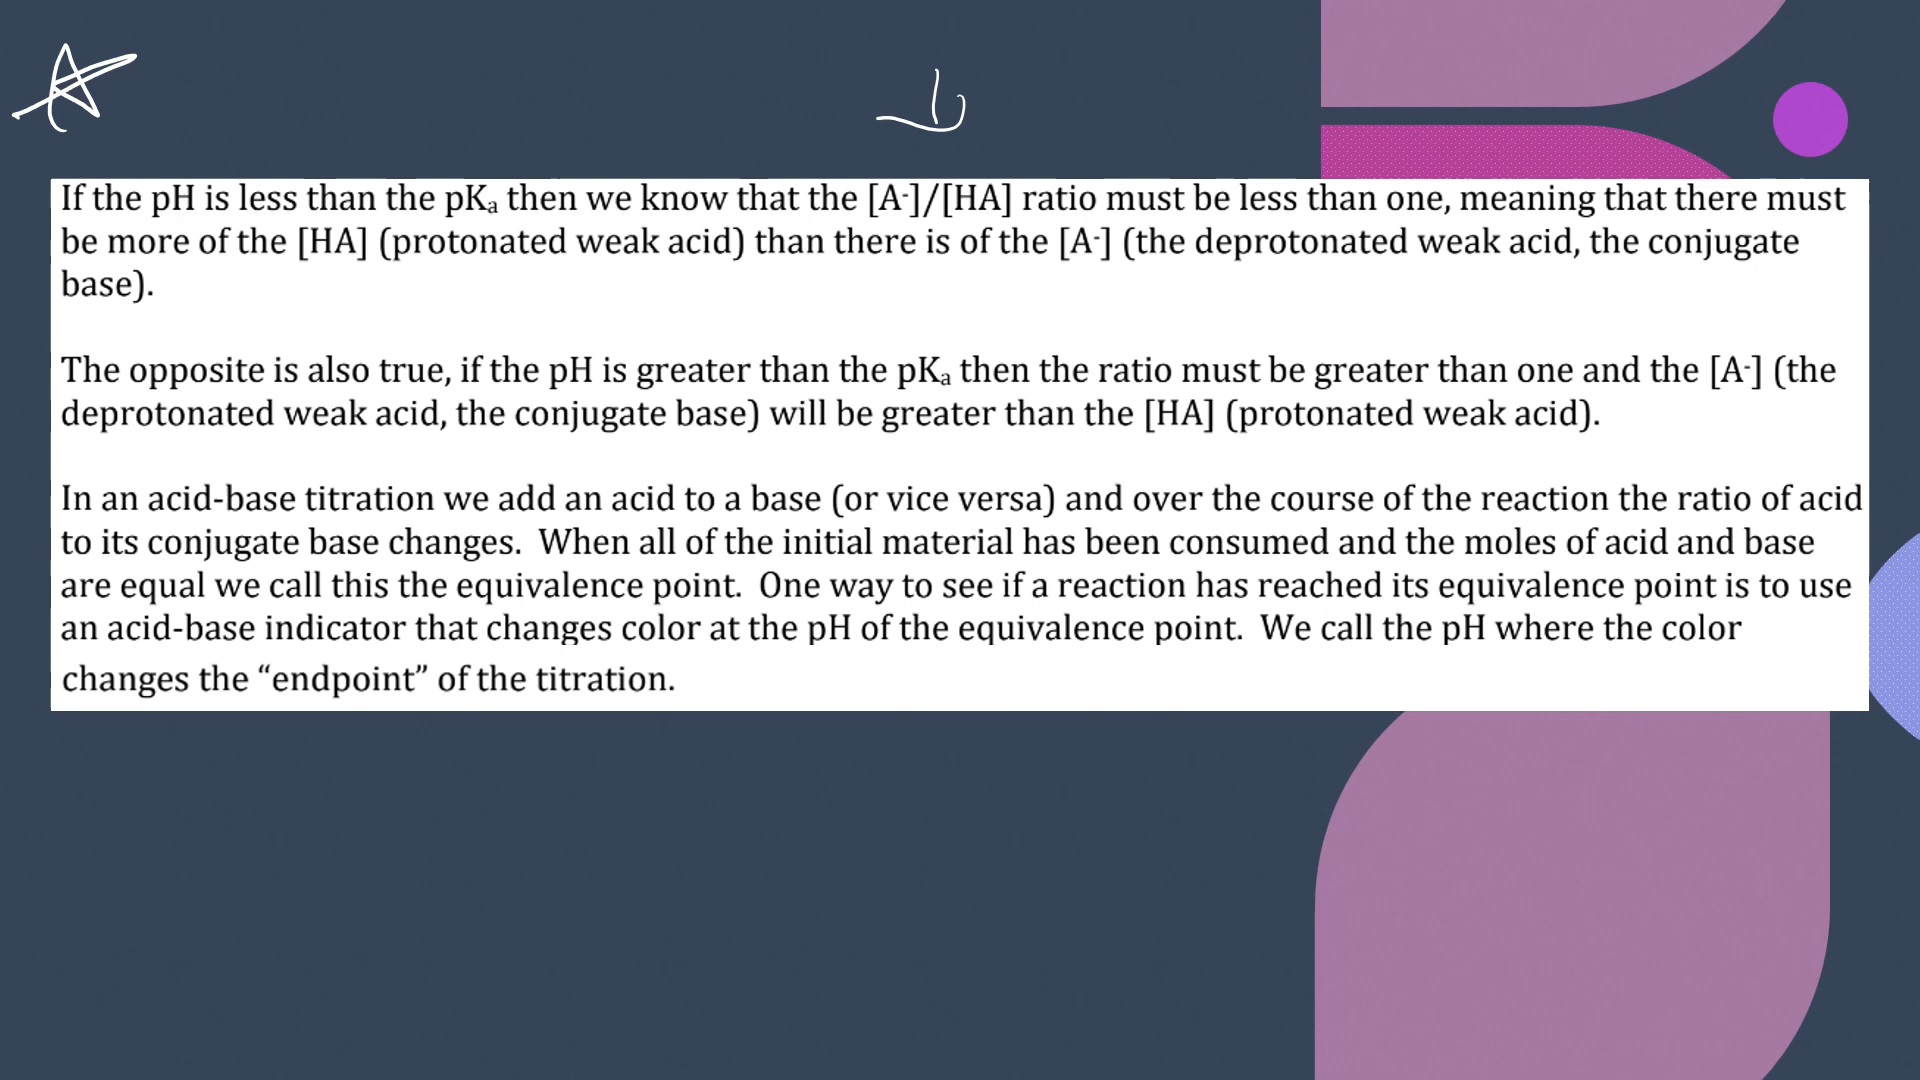 If the pH is less than the pKₐ then we know that the [A-]/[HA] ratio must be less than one, meaning that there must
be more of the [HA] (protonated weak acid) than there is of the [A-] (the deprotonated weak acid, the conjugate
base).
The opposite is also true, if the pH is greater than the pKₐ then the ratio must be greater than one and the [A-] (the
deprotonated weak acid, the conjugate base) will be greater than the [HA] (protonated weak acid).
In an acid-base titration we add an acid to a base (or vice versa) and over the course of the reaction the ratio of acid
to its conjugate base changes.  When all of the initial material has been consumed and the moles of acid and base
are equal we call this the equivalence point.  One way to see if a reaction has reached its equivalence point is to use
an acid-base indicator that changes color at the pH of the equivalence point.  We call the pH where the color
changes the “endpoint” of the titration.